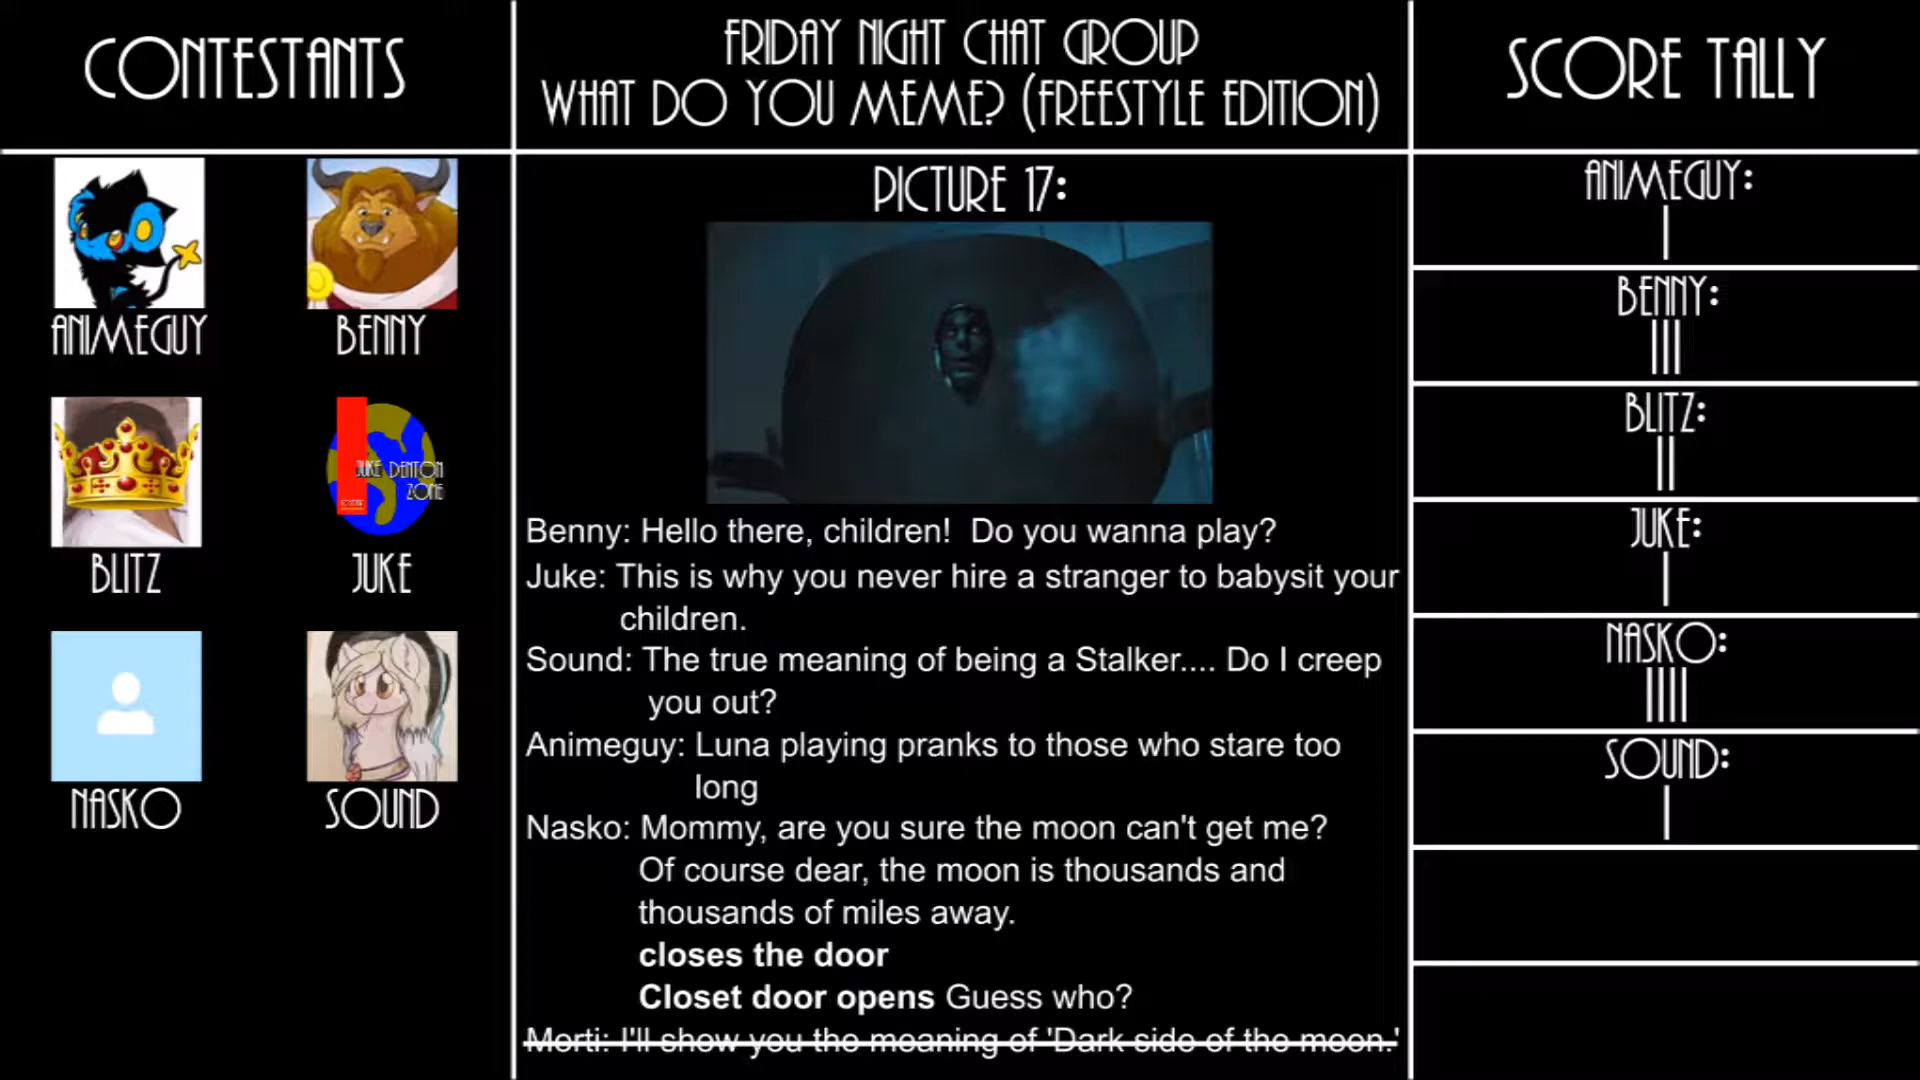 CONTESTANTS
FRIDAY NIGHT CHAT GROUP
WHAT DO YOU MEME? (FREESTYLE EDITION)
SCORE TALLY
ANIMEGUY
BENNY
BLITZ
JUKE DENTON
ZONE
JUKE
NASKO
SOUND
PICTURE 17:
Benny: Hello there, children!  Do you wanna play?
Juke: This is why you never hire a stranger to babysit your
children.
Sound: The true meaning of being a Stalker.... Do I creep
you out?
Animeguy: Luna playing pranks to those who stare too
long
Nasko: Mommy, are you sure the moon can't get me?
Of course dear, the moon is thousands and
thousands of miles away.
closes the door
Closet door opens Guess who?
Morti: I'll show you the meaning of 'Dark side of the moon.'
ANIMEGUY:
|
BENNY:
|||
BLITZ:
||
JUKE:
|
NASKO:
||||
SOUND:
|